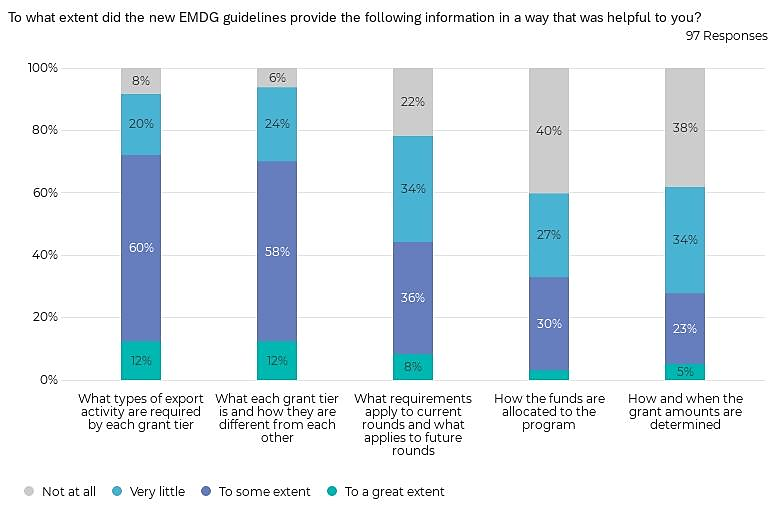 To what extent did the new EMDG guidelines provide the following information in a way that was helpful to you?
97 Responses
100%
80%
60%
40%
20%
0%
8%
20%
60%
12%
6%
24%
58%
12%
22%
34%
36%
8%
40%
27%
30%
38%
34%
23%
5%
What types of export
activity are required
by each grant tier
What each grant tier
is and how they are
different from each
other
What requirements
apply to current
rounds and what
applies to future
rounds
How the funds are
allocated to the
program
How and when the
grant amounts are
determined
Not at all
Very little
To some extent
To a great extent